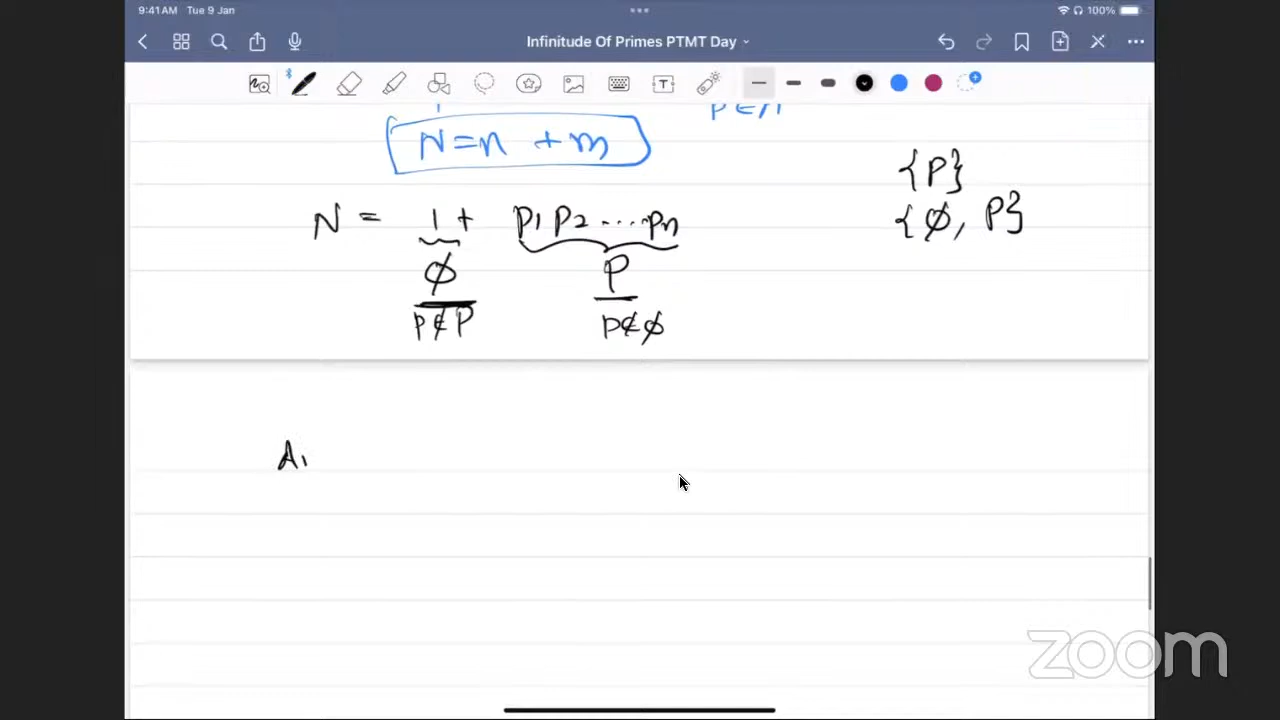 9:41 AM Tue 9 Jan
100%
Infinitude Of Primes PTMT Day
N = n + m
{P}
N = 1 + p1 p2 ....pn
{ϕ, P}
ϕ P
p∉P p∉ϕ
A1
zoom